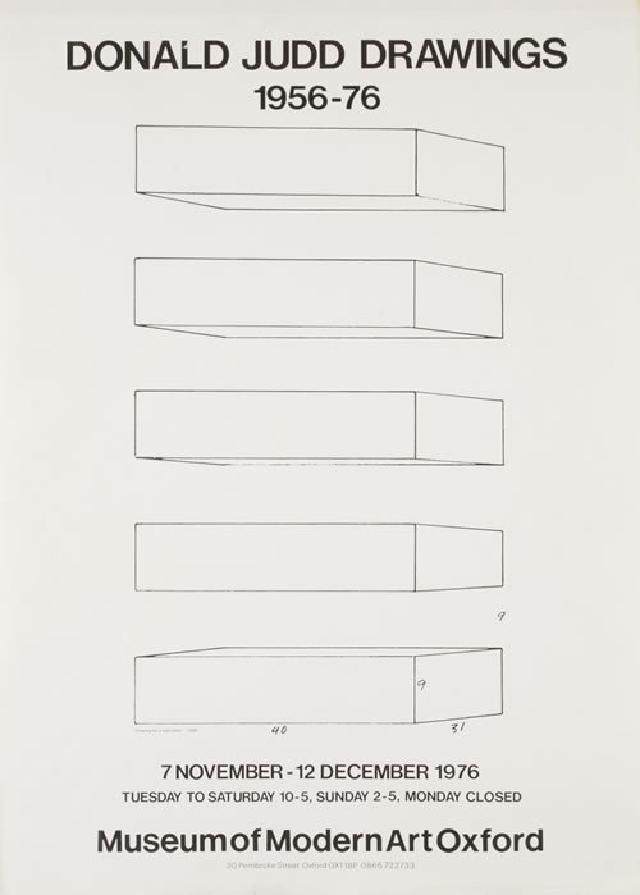 DONALD JUDD DRAWINGS
1956-76
9
9
40
31
7 NOVEMBER - 12 DECEMBER 1976
TUESDAY TO SATURDAY 10-5, SUNDAY 2-5, MONDAY CLOSED
Museum of Modern Art Oxford
30 Pembroke Street Oxford OX1 1BP 0865 722733